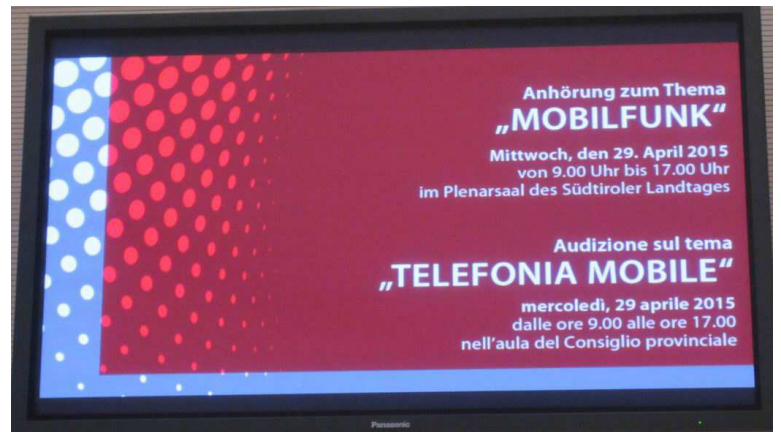 Anhörung zum Thema
„MOBILFUNK“
Mittwoch, den 29. April 2015
von 9.00 Uhr bis 17.00 Uhr
im Plenarsaal des Südtiroler Landtages
Audizione sul tema
„TELEFONIA MOBILE“
mercoledì, 29 aprile 2015
dalle ore 9.00 alle ore 17.00
nell'aula del Consiglio provinciale
Panasonic